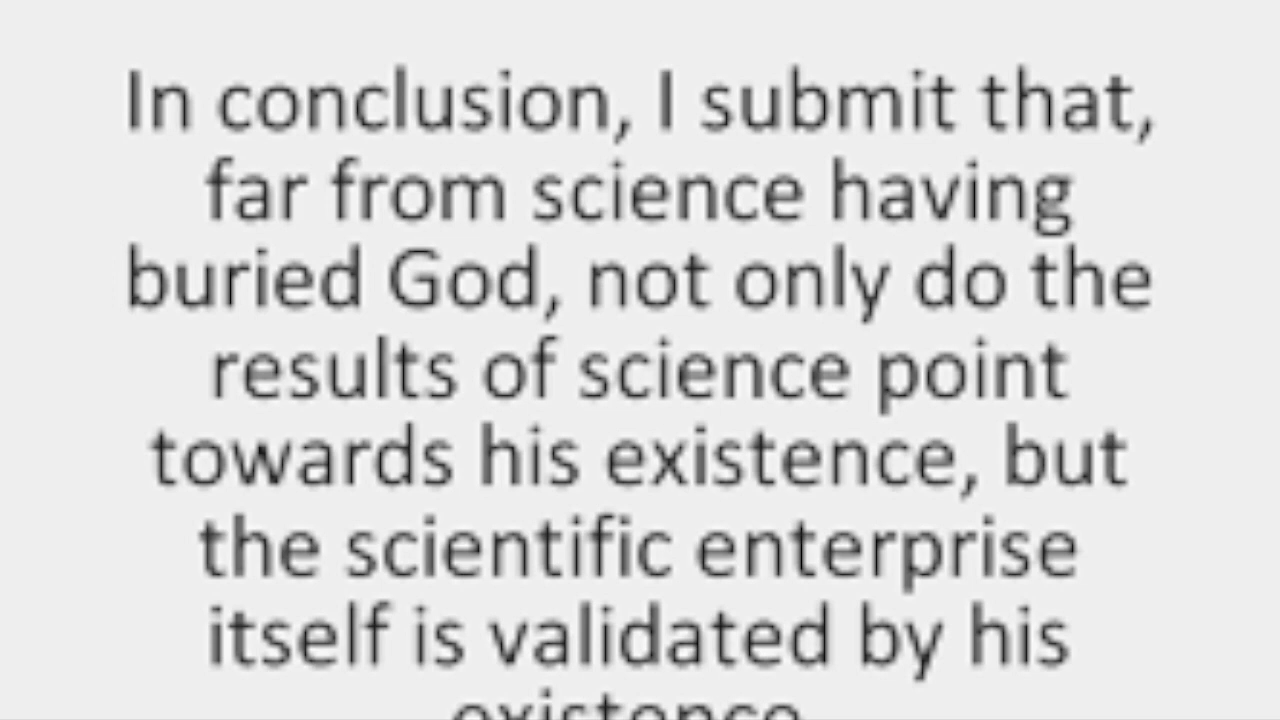 In conclusion, I submit that,
far from science having
buried God, not only do the
results of science point
towards his existence, but
the scientific enterprise
itself is validated by his
existence.